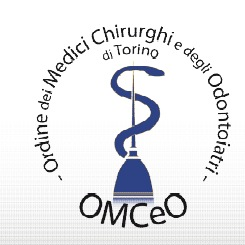 - Ordine dei Medici Chirurghi e degli Odontoiatri -
di Torino
OMCeO